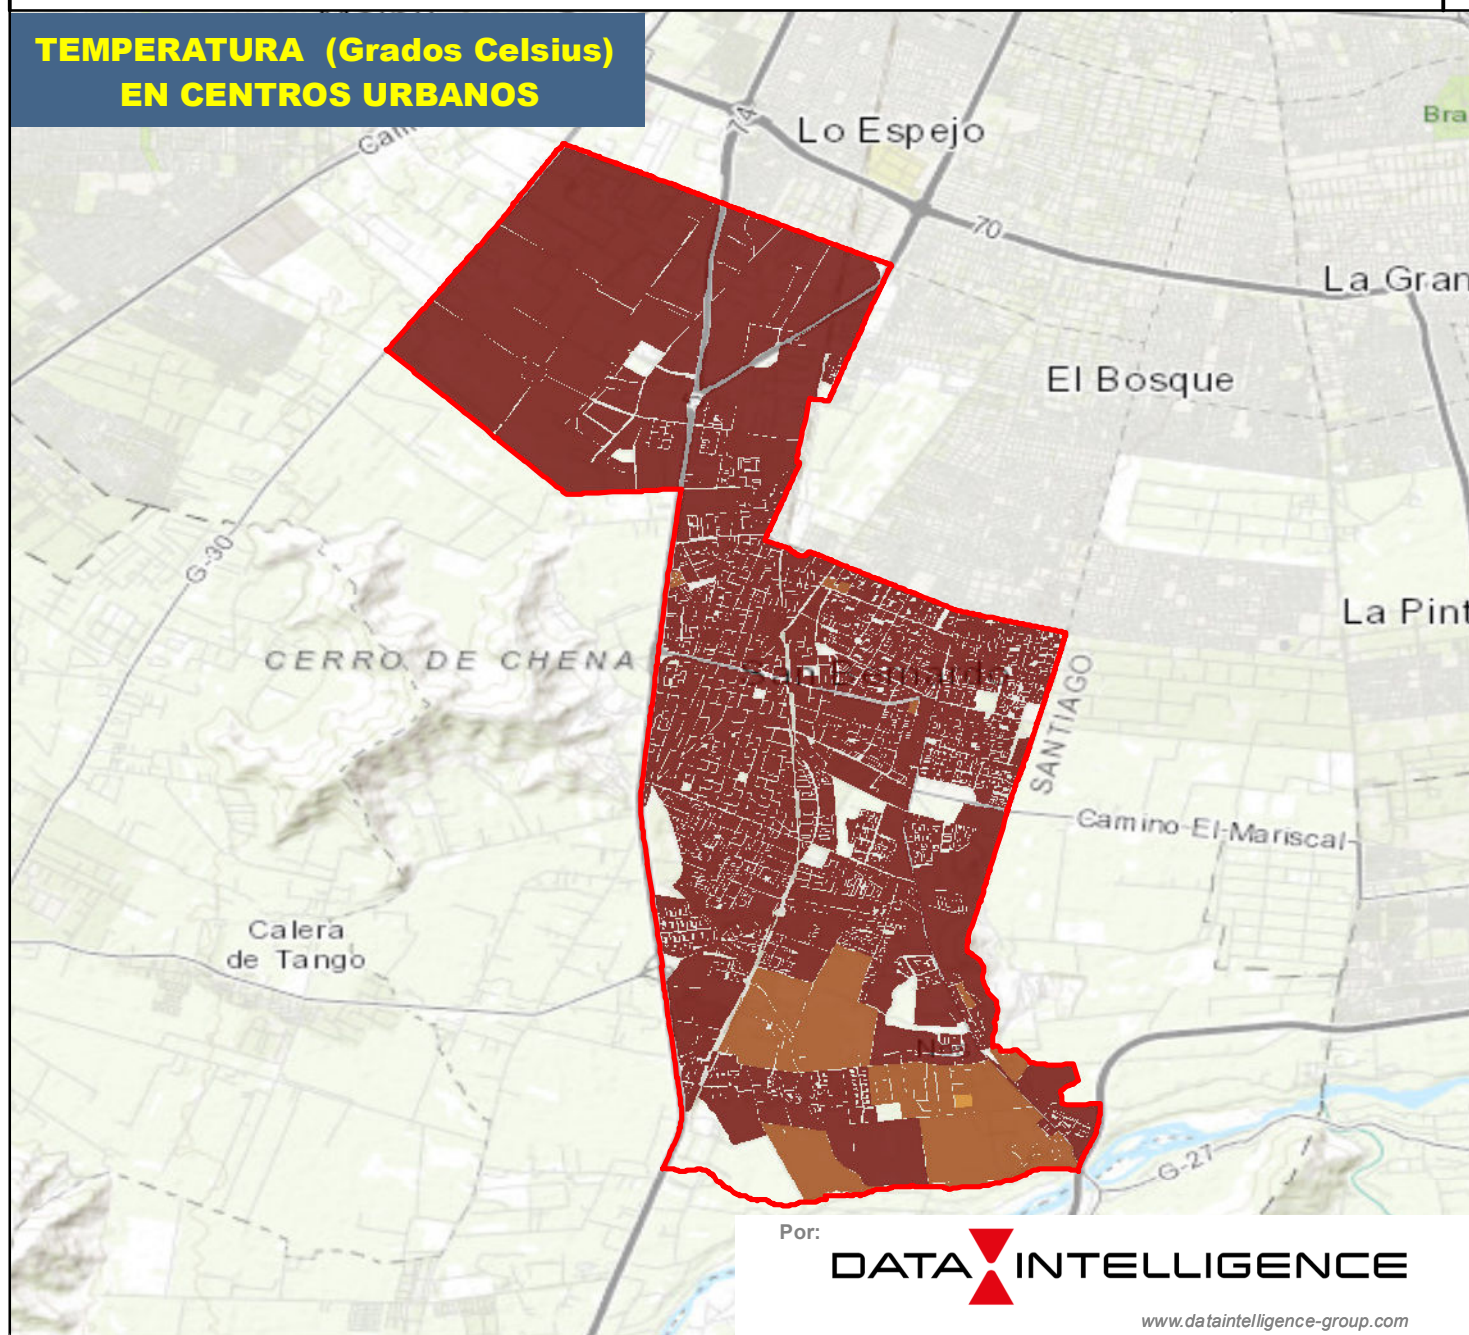 TEMPERATURA (Grados Celsius)
EN CENTROS URBANOS
74
Lo Espejo
Bra
70
La Gran
El Bosque
G-30
La Pint
CERRO DE CHENA
San Bernardo
SANTIAGO
Camino El Mariscal
Calera
de Tango
G-27
Por:
DATA INTELLIGENCE
www.dataintelligence-group.com